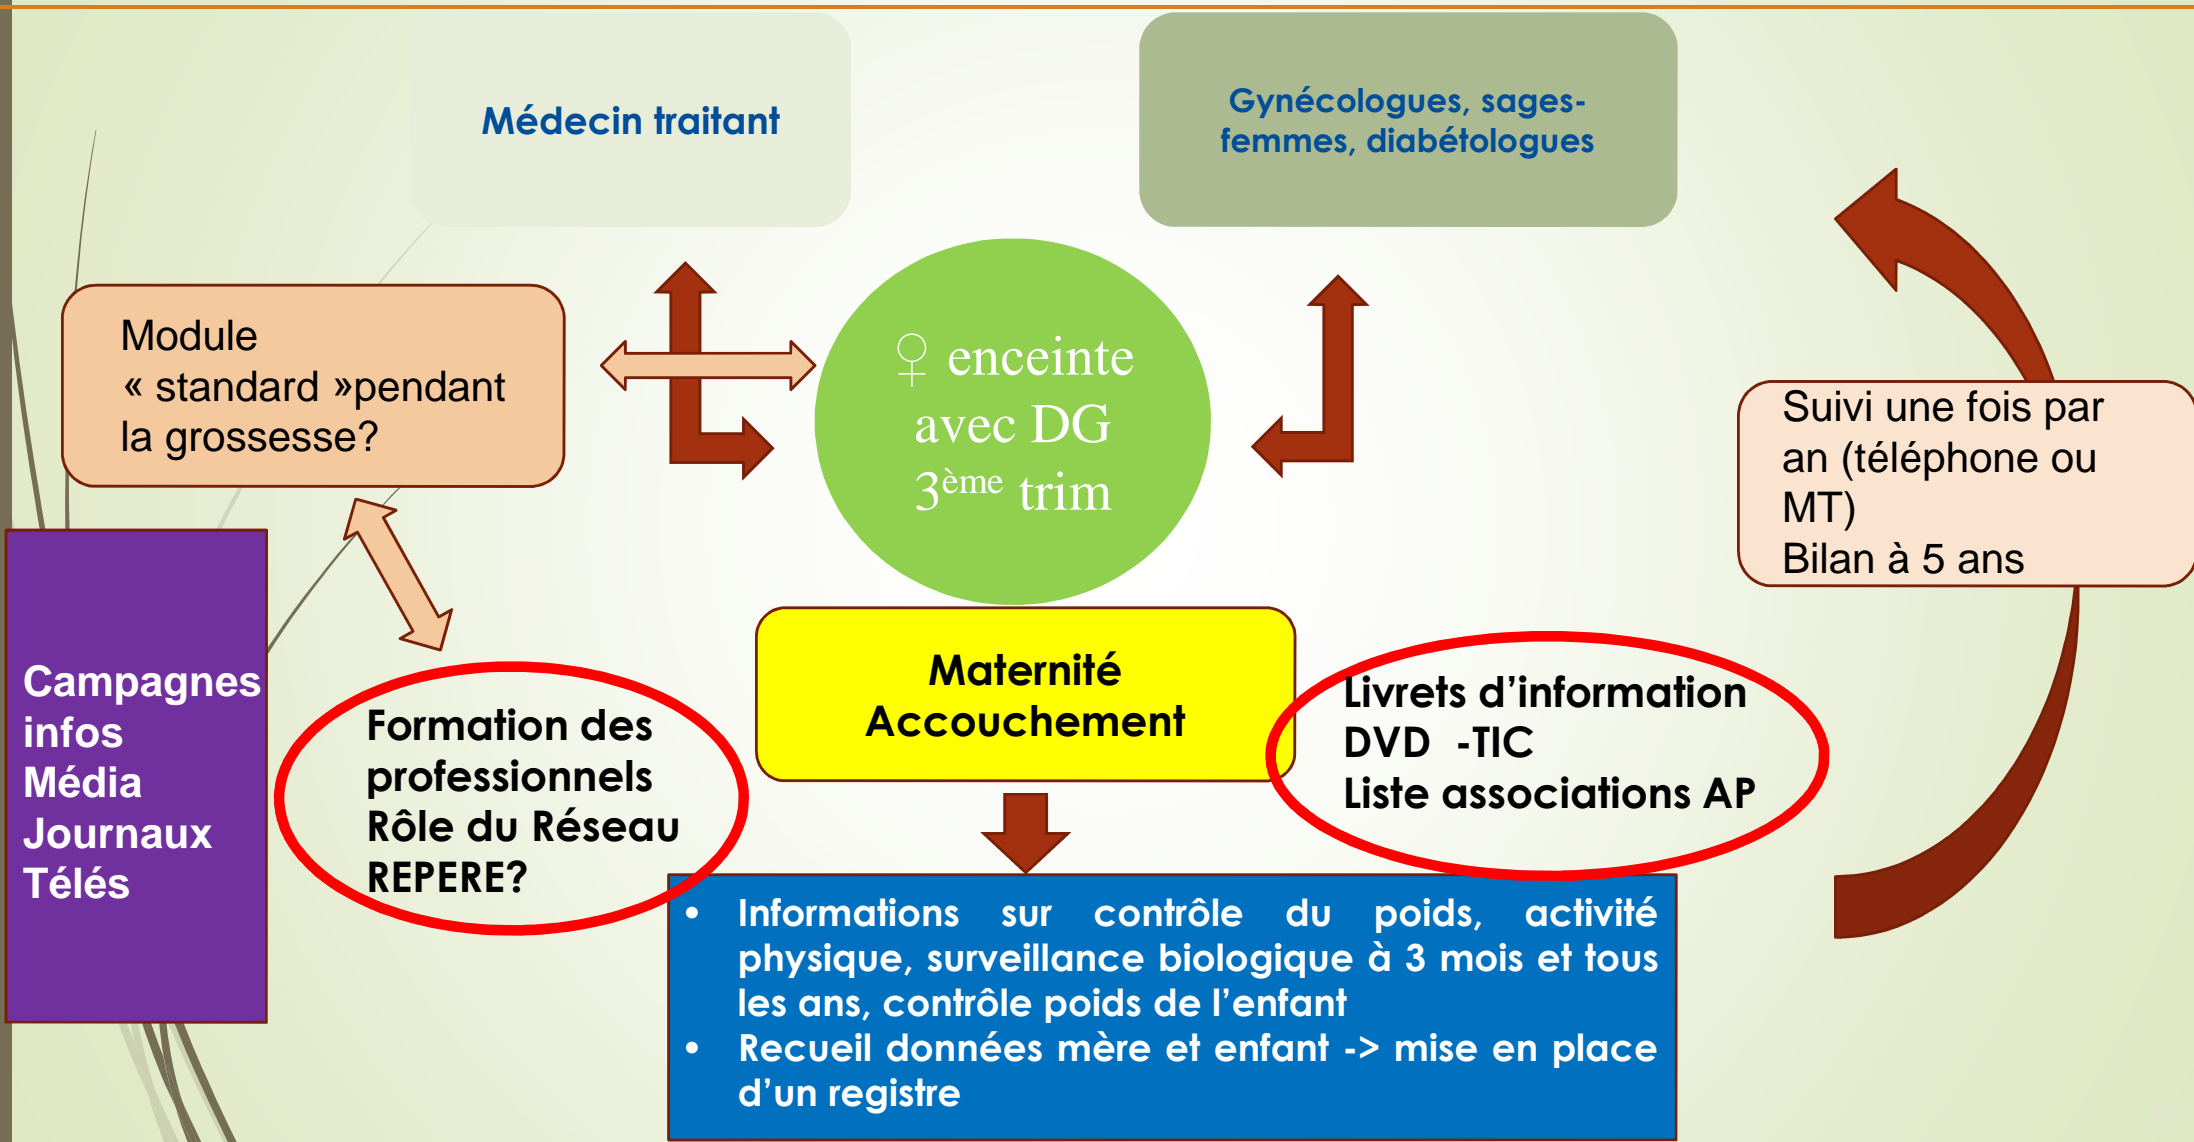 Médecin traitant
Gynécologues, sages-
femmes, diabétologues
Module
« standard »pendant
la grossesse?
♀ enceinte
avec DG
3ème trim
Suivi une fois par
an (téléphone ou
MT)
Bilan à 5 ans
Campagnes
infos
Média
Journaux
Télés
Formation des
professionnels
Rôle du Réseau
REPERE?
Maternité
Accouchement
Livrets d’information
DVD -TIC
Liste associations AP
• Informations sur contrôle du poids, activité
physique, surveillance biologique à 3 mois et tous
les ans, contrôle poids de l’enfant
• Recueil données mère et enfant -> mise en place
d’un registre